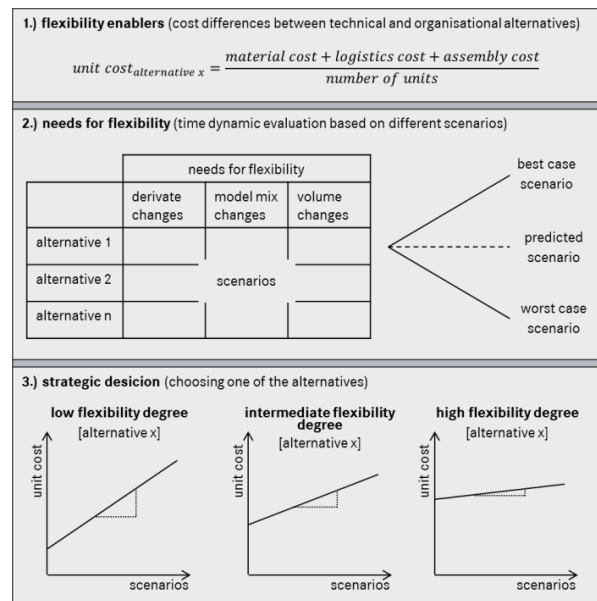 1.) flexibility enablers (cost differences between technical and organisational alternatives)
unit cost alternative x = material cost + logistics cost + assembly cost
number of units
2.) needs for flexibility (time dynamic evaluation based on different scenarios)
needs for flexibility
derivate changes
model mix changes
volume changes
alternative 1
alternative 2
alternative n
scenarios
best case
scenario
predicted
scenario
worst case
scenario
3.) strategic desicion (choosing one of the alternatives)
low flexibility degree
[alternative x]
unit cost
scenarios
intermediate flexibility
degree
[alternative x]
unit cost
scenarios
high flexibility degree
[alternative x]
unit cost
scenarios